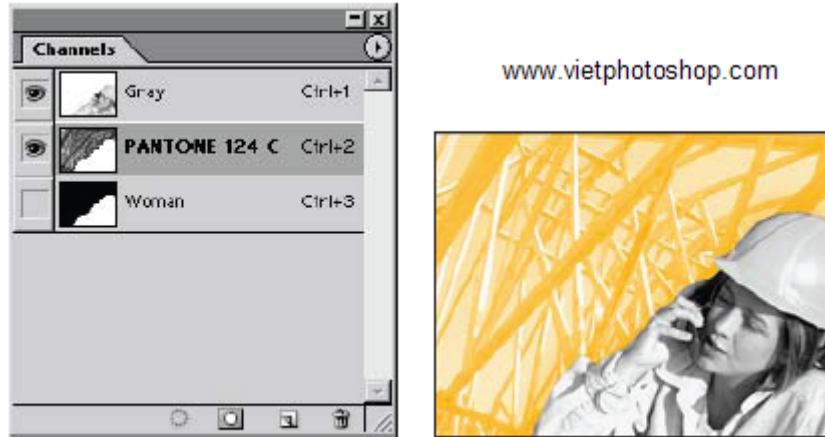 Channels
Gray Ctrl+1
PANTONE 124 C Ctrl+2
Woman Ctrl+3
www.vietphotoshop.com